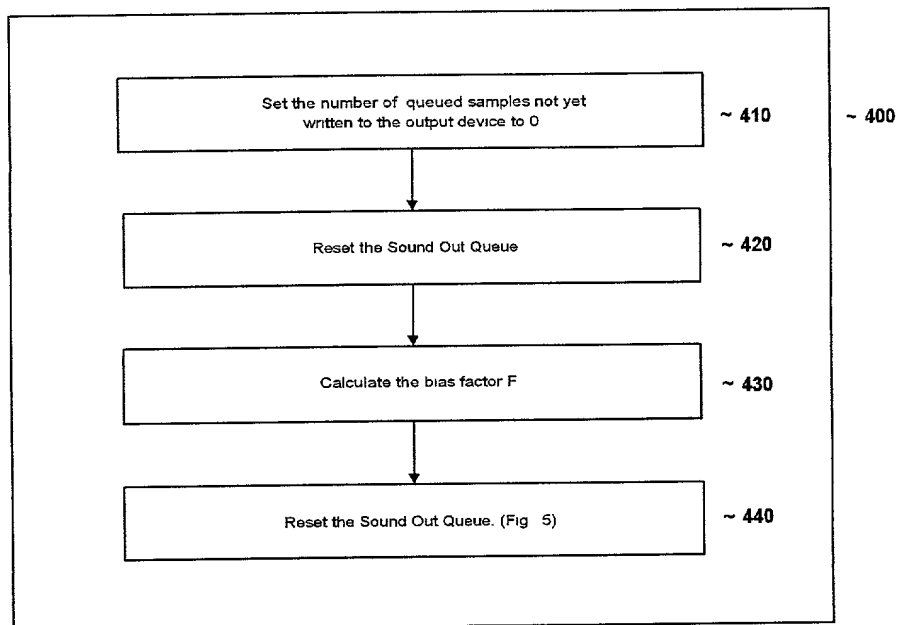 Set the number of queued samples not yet
written to the output device to 0
~ 410
~ 400
Reset the Sound Out Queue
~ 420
Calculate the bias factor F
~ 430
Reset the Sound Out Queue. (Fig 5)
~ 440